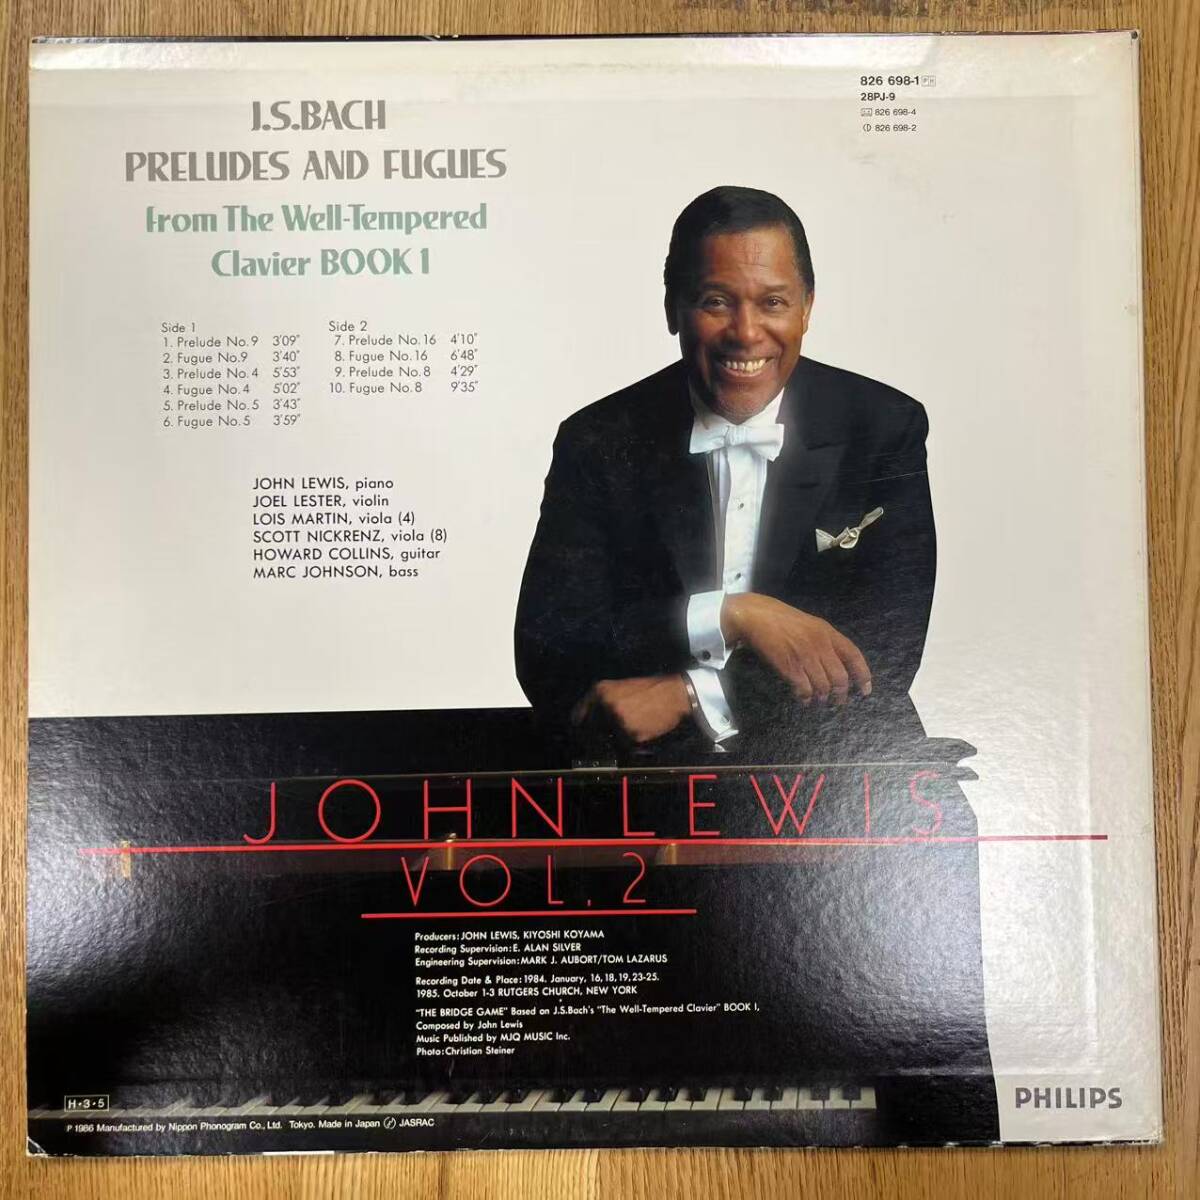 826 698-1 PH
28PJ-9
826 698-4
826 698-2
J.S.BACH
PRELUDES AND FUGUES
from The Well-Tempered
Clavier BOOK 1
Side 1
1. Prelude No.9 3'09"
2. Fugue No.9 3'40"
3. Prelude No.4 5'53"
4. Fugue No.4 5'02"
5. Prelude No.5 3'43"
6. Fugue No.5 3'59"
Side 2
7. Prelude No.16 4'10"
8. Fugue No.16 6'48"
9. Prelude No.8 4'29"
10. Fugue No.8 9'35"
JOHN LEWIS, piano
JOEL LESTER, violin
LOIS MARTIN, viola (4)
SCOTT NICKRENZ, viola (8)
HOWARD COLLINS, guitar
MARC JOHNSON, bass
JOHN LEWIS
VOL.2
Producers:JOHN LEWIS, KIYOSHI KOYAMA
Recording Supervision:E. ALAN SILVER
Engineering Supervision:MARK J. AUBORT/TOM LAZARUS
Recording Date & Place:1984. January, 16,18,19,23-25.
1985. October 1-3 RUTGERS CHURCH, NEW YORK
"THE BRIDGE GAME" Based on J.S.Bach's "The Well-Tempered Clavier" BOOK I,
Composed by John Lewis
Music Published by MJQ MUSIC Inc.
Photo:Christian Steiner
H·3·5
PHILIPS
P 1986 Manufactured by Nippon Phonogram Co., Ltd. Tokyo. Made in Japan JASRAC